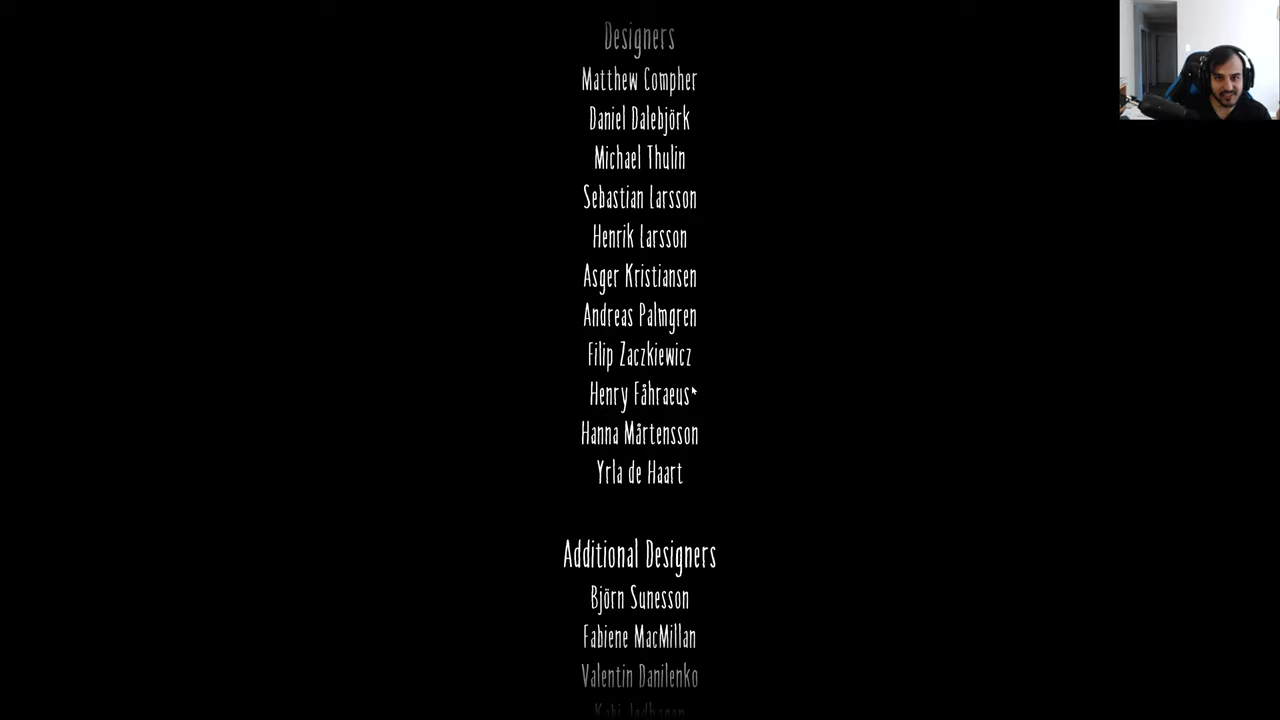 Designers
Matthew Compher
Daniel Dalebjörk
Michael Thulin
Sebastian Larsson
Henrik Larsson
Asger Kristiansen
Andreas Palmgren
Filip Zaczkiewicz
Henry Fåhraeus
Hanna Mårtensson
Yrla de Haart
Additional Designers
Björn Sunesson
Fabiene MacMillan
Valentin Danilenko